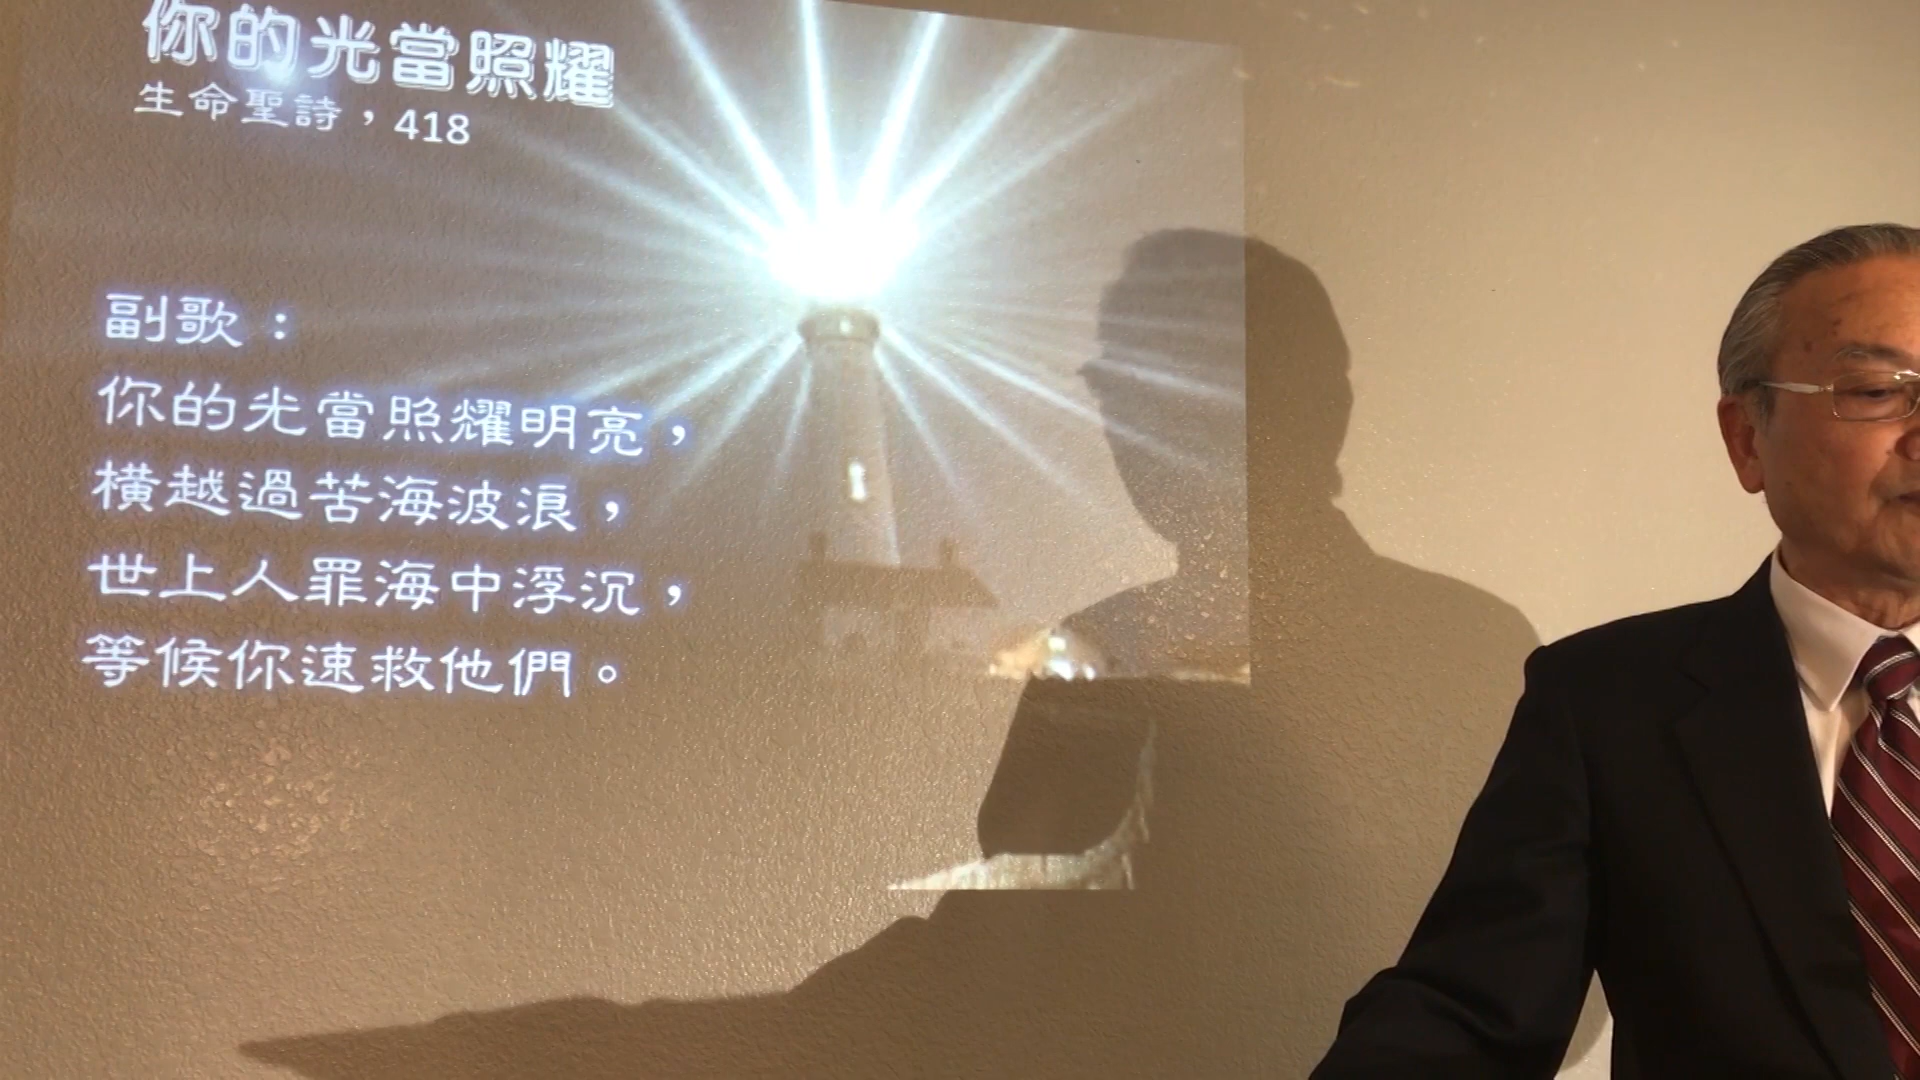 你的光當照耀
生命聖詩，418
副歌：
你的光當照耀明亮，
橫越過苦海波浪，
世上人罪海中浮沉，
等候你速救他們。